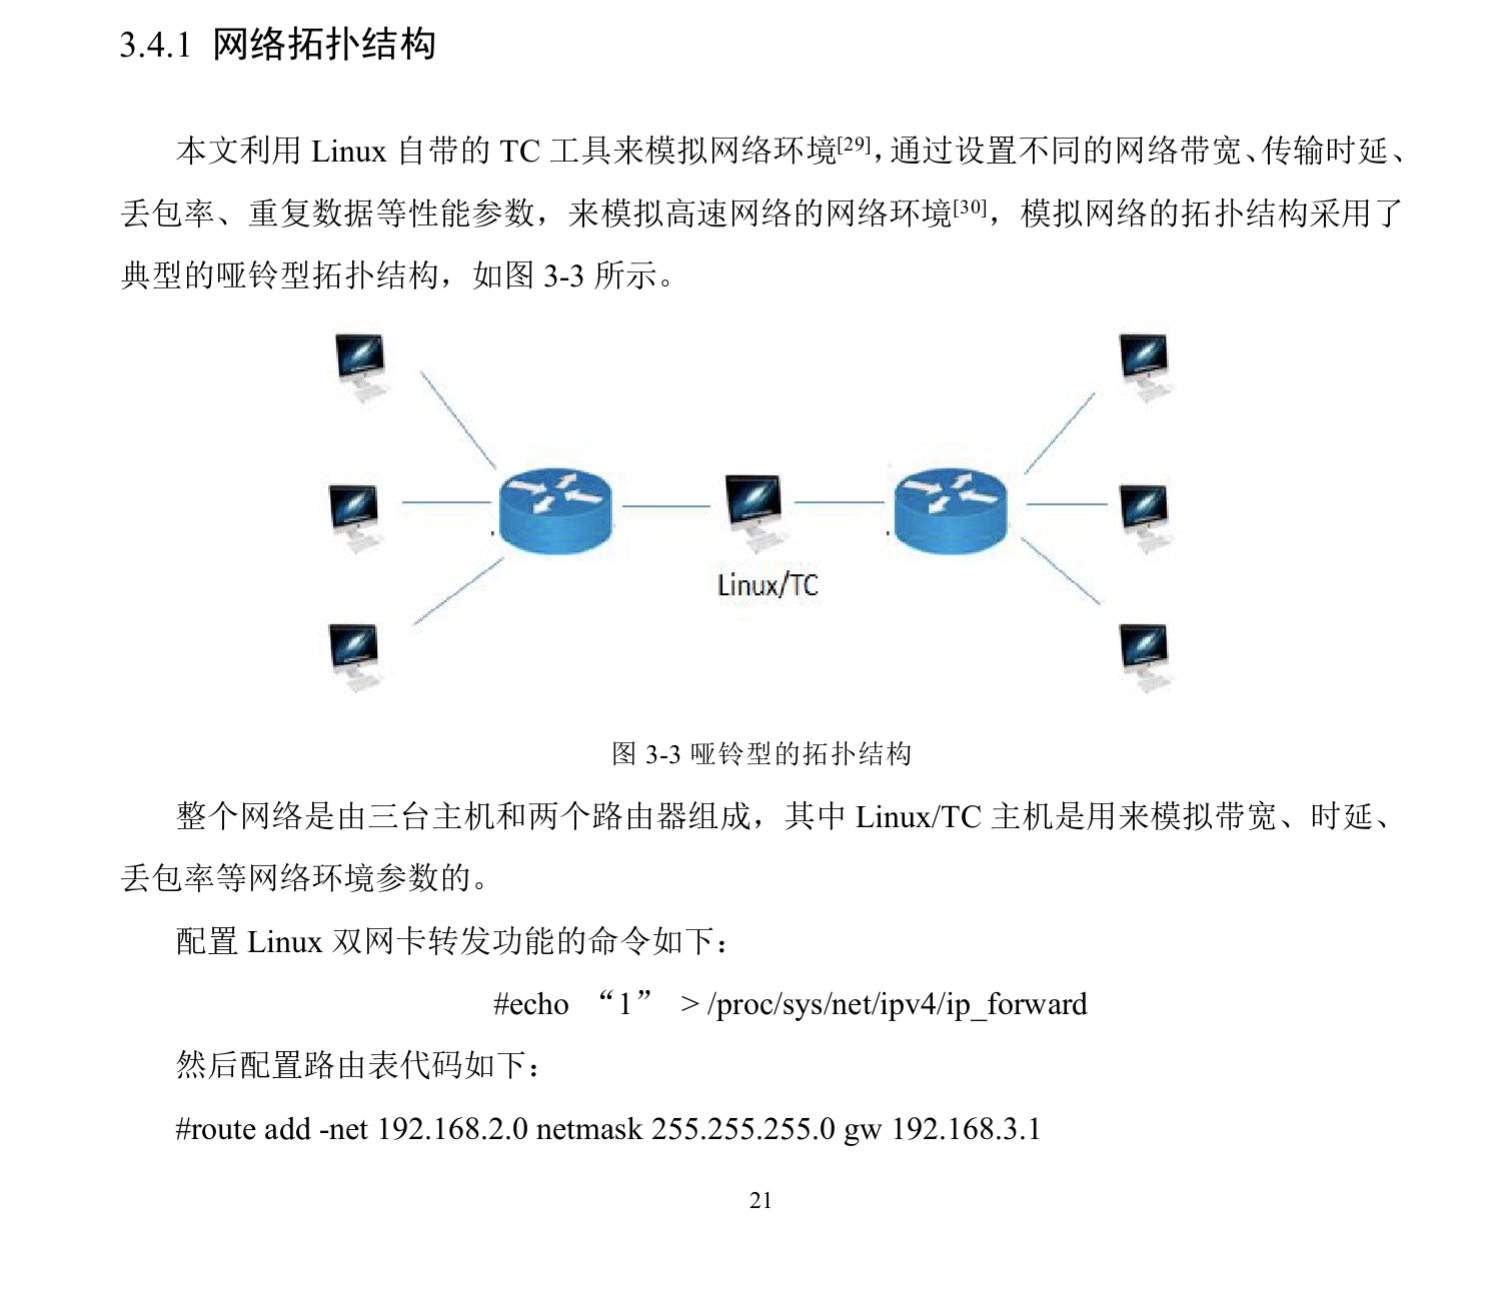 3.4.1 网络拓扑结构
本文利用 Linux 自带的 TC 工具来模拟网络环境[29]，通过设置不同的网络带宽、传输时延、
丢包率、重复数据等性能参数，来模拟高速网络的网络环境[30]，模拟网络的拓扑结构采用了
典型的哑铃型拓扑结构，如图 3-3 所示。
Linux/TC
图 3-3 哑铃型的拓扑结构
整个网络是由三台主机和两个路由器组成，其中 Linux/TC 主机是用来模拟带宽、时延、
丢包率等网络环境参数的。
配置 Linux 双网卡转发功能的命令如下：
#echo “1” > /proc/sys/net/ipv4/ip_forward
然后配置路由表代码如下：
#route add -net 192.168.2.0 netmask 255.255.255.0 gw 192.168.3.1
21